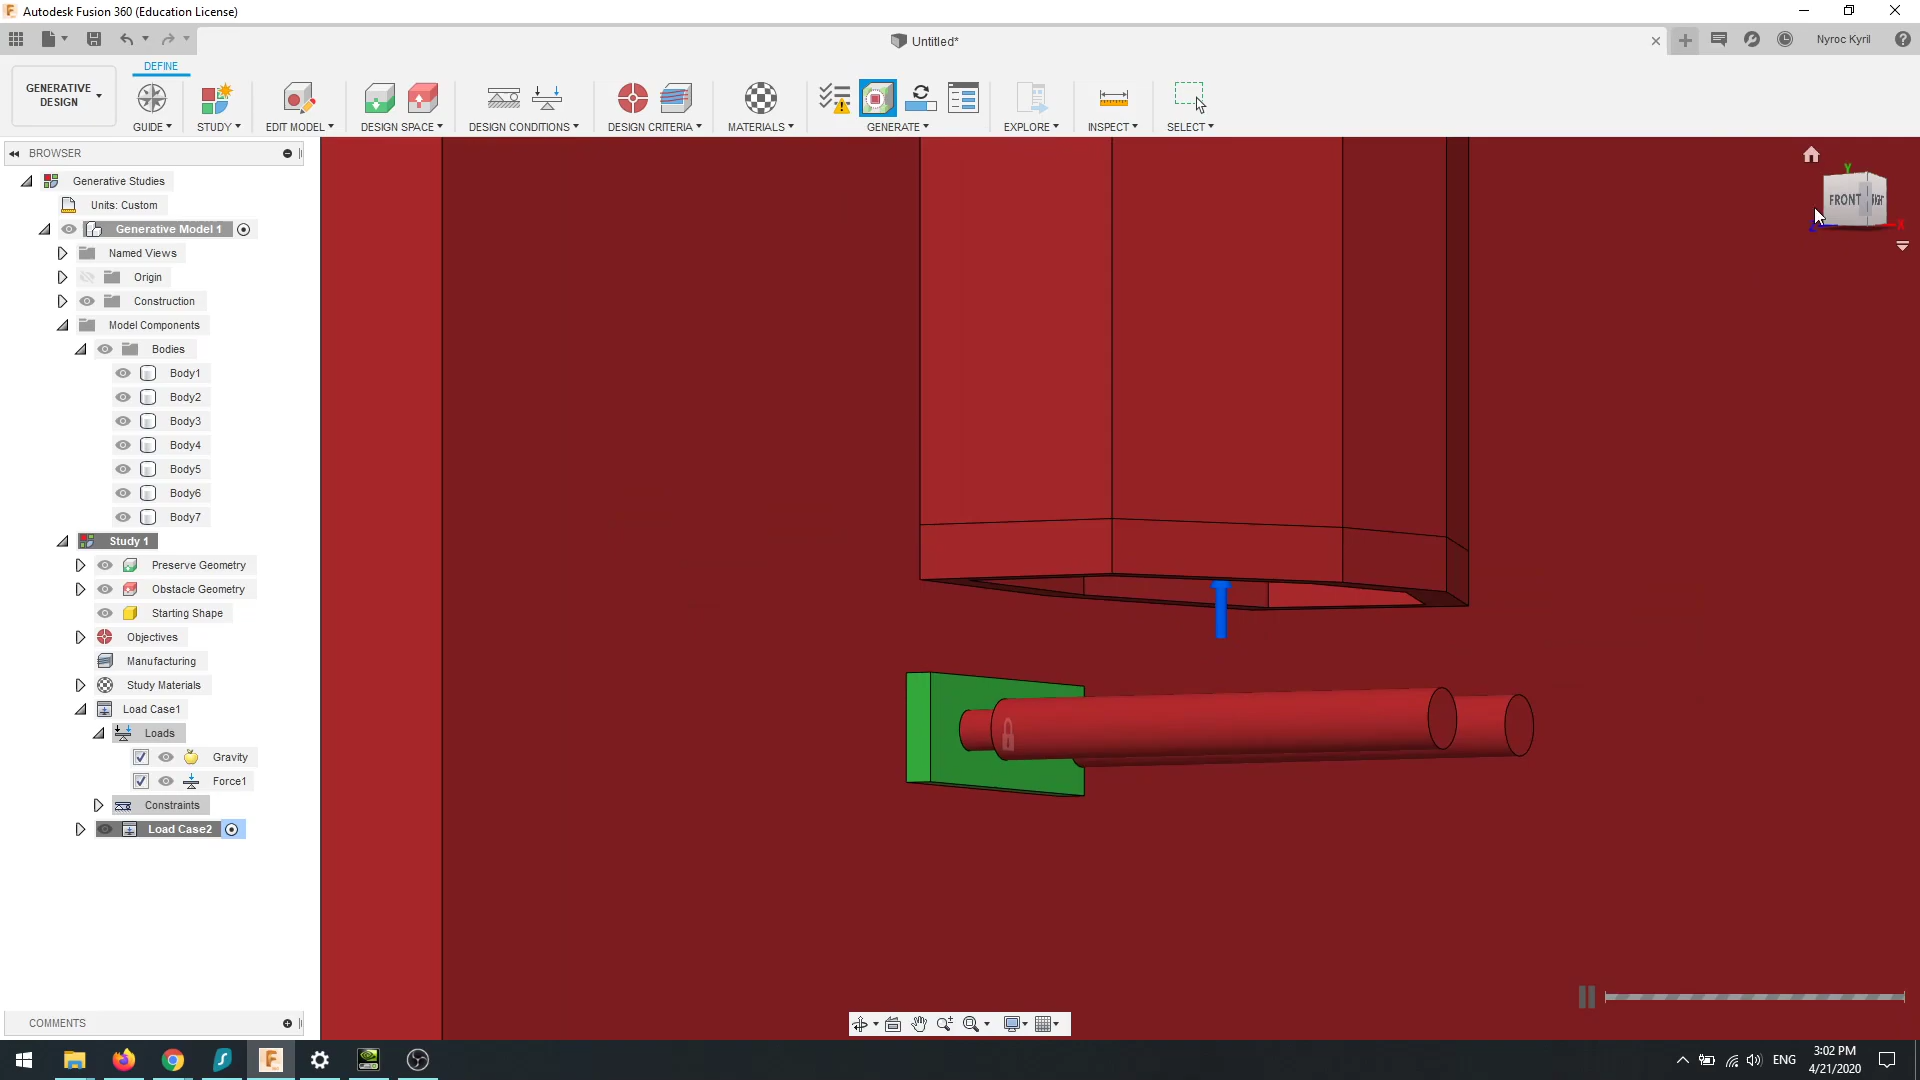 Autodesk Fusion 360 (Education License)
Untitled*
Nyroc Kyril
DEFINE
GENERATIVE
DESIGN
GUIDE
STUDY
EDIT MODEL
DESIGN SPACE
DESIGN CONDITIONS
DESIGN CRITERIA
MATERIALS
GENERATE
EXPLORE
INSPECT
SELECT
BROWSER
Generative Studies
Units: Custom
Generative Model 1
Named Views
Origin
Construction
Model Components
Bodies
Body1
Body2
Body3
Body4
Body5
Body6
Body7
Study 1
Preserve Geometry
Obstacle Geometry
Starting Shape
Objectives
Manufacturing
Study Materials
Load Case1
Loads
Gravity
Force1
Constraints
Load Case2
Y
FRONT
X
Z
COMMENTS
ENG
3:02 PM
4/21/2020